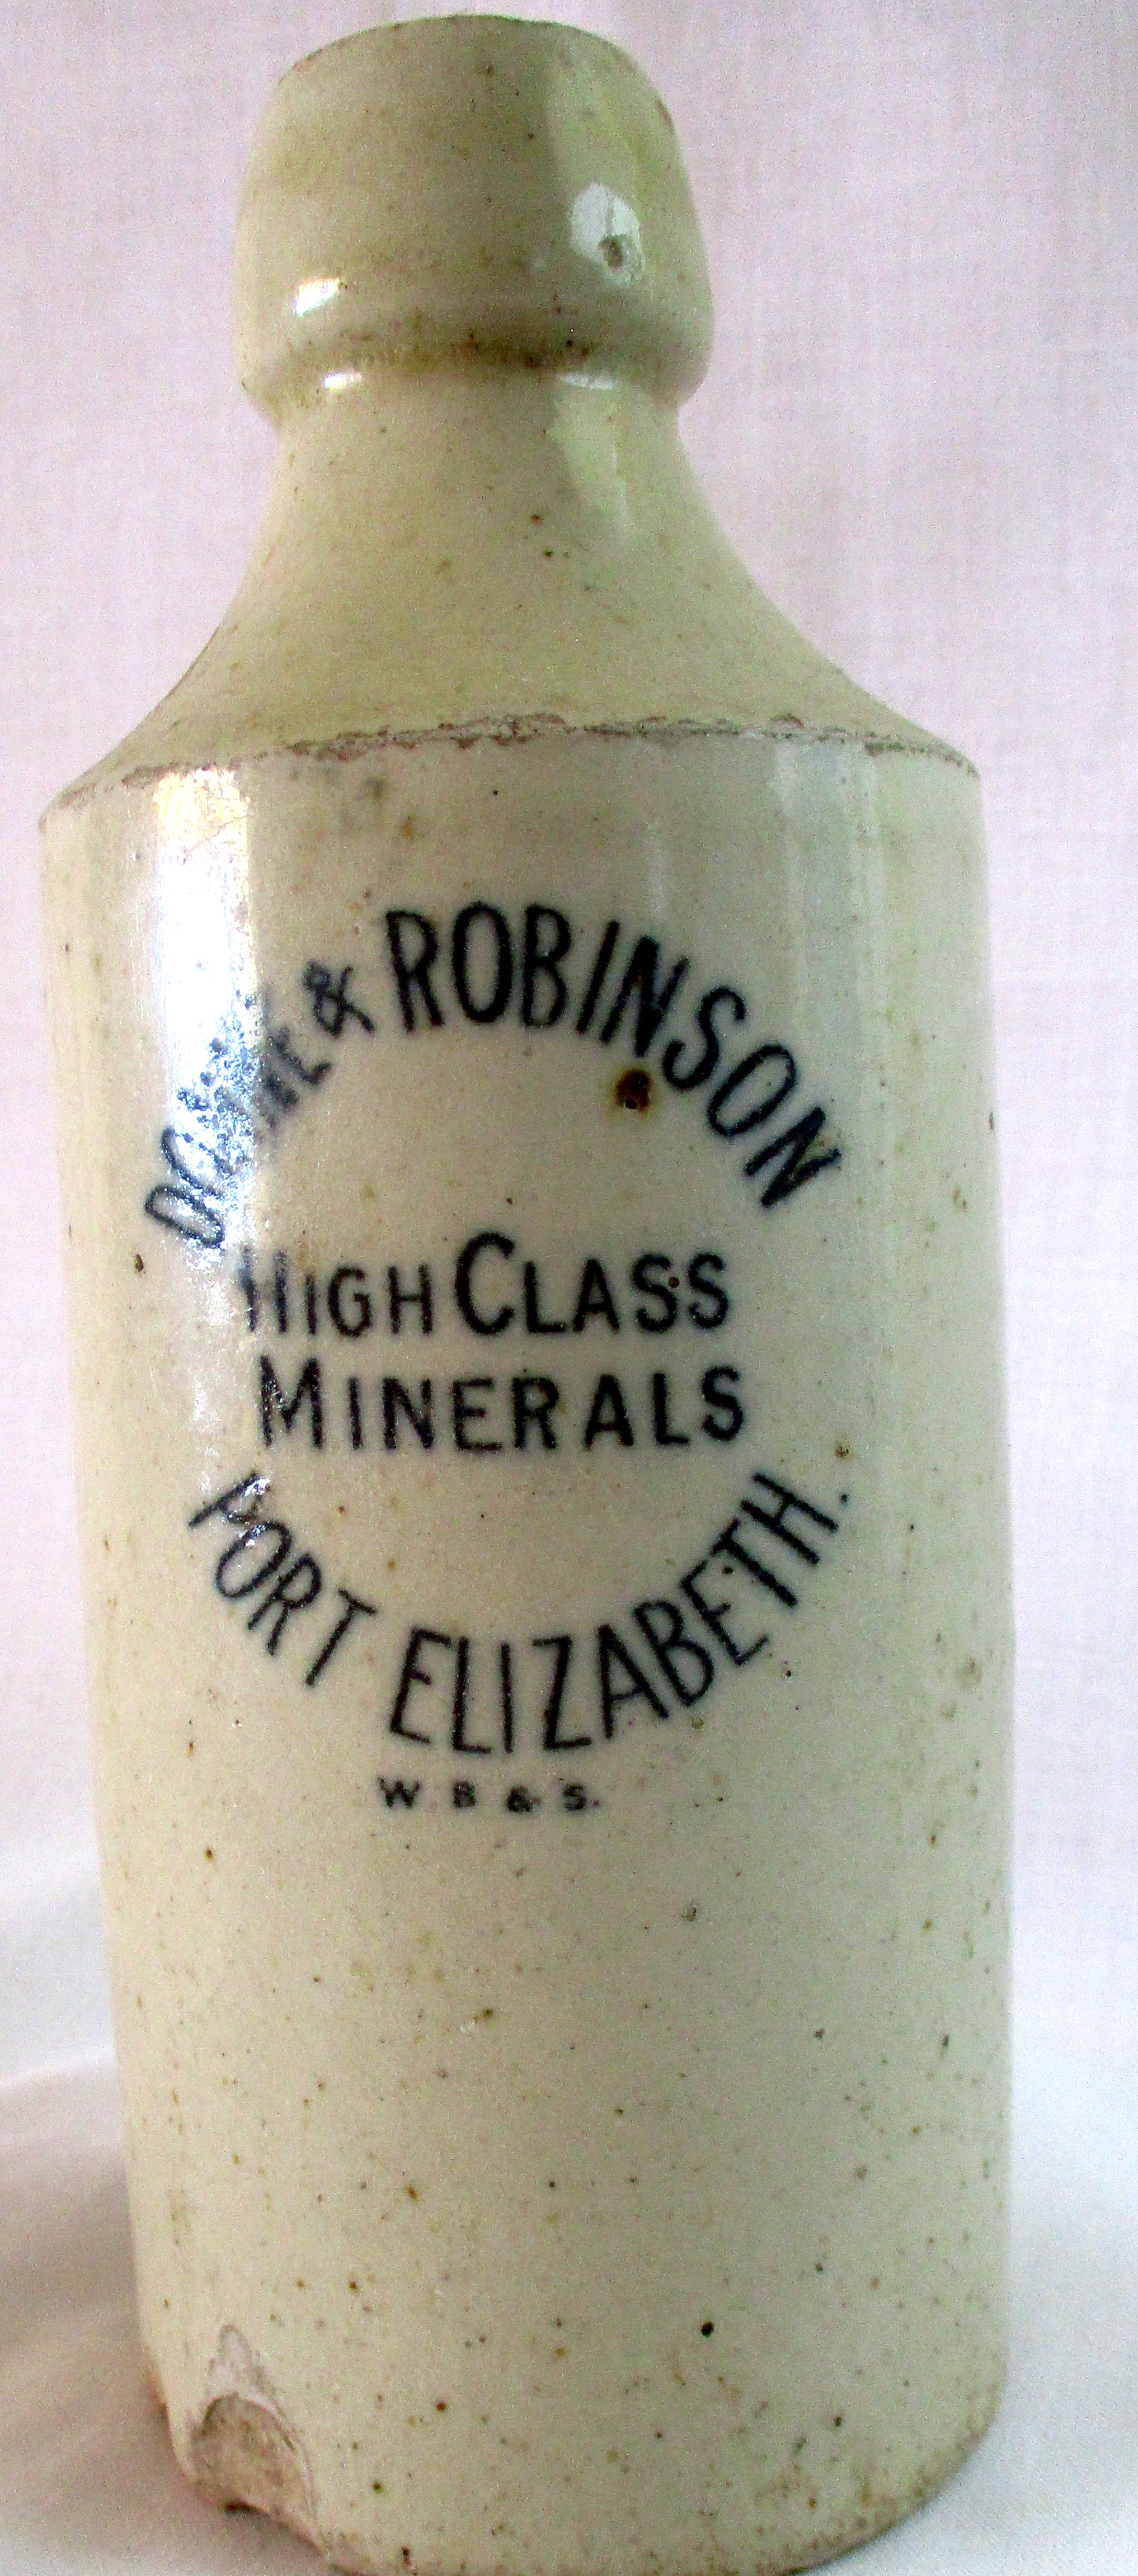 & ROBINSON
HIGH CLASS
MINERALS
PORT ELIZABETH.
W B & S.